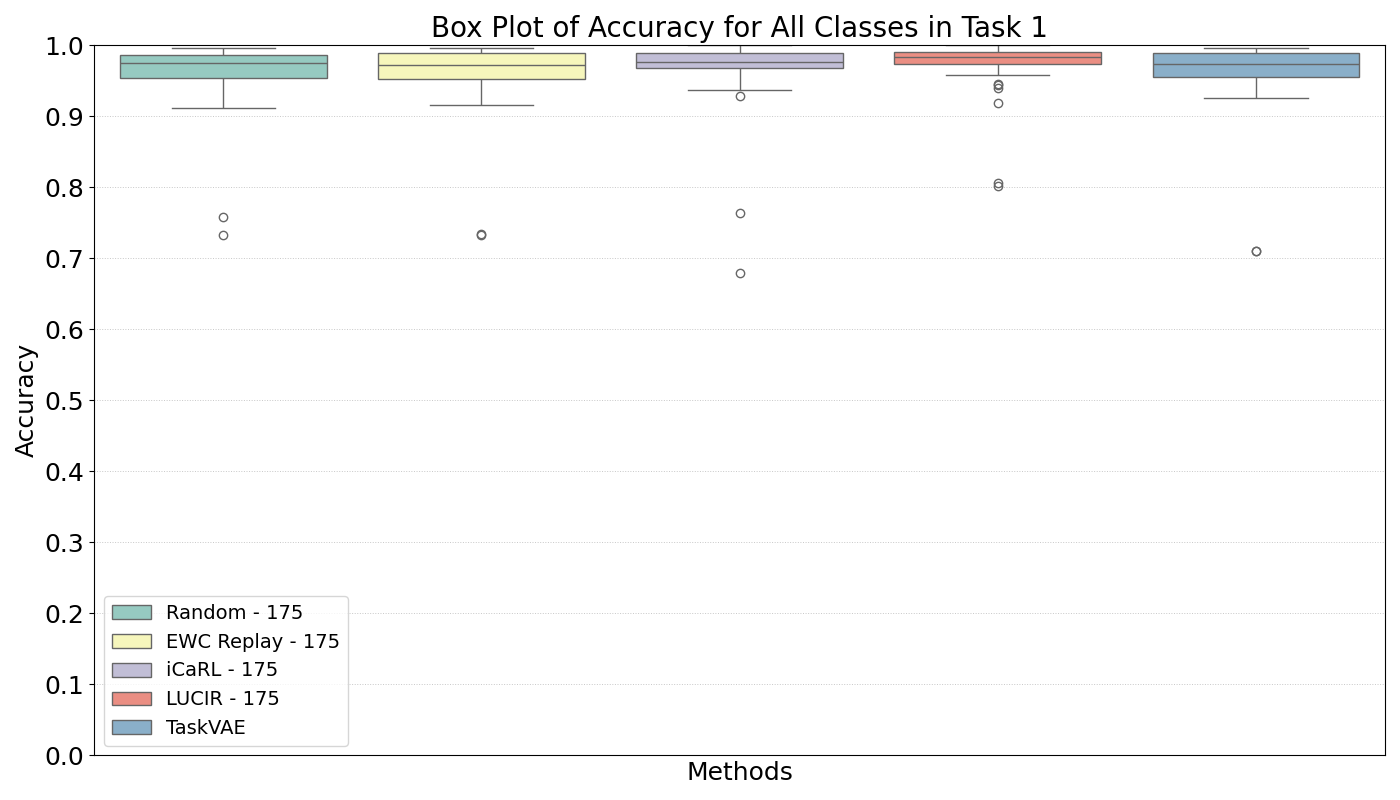 Box Plot of Accuracy for All Classes in Task 1
1.0
0.9
0.8
0.7
0.6
0.5
0.4
0.3
0.2
0.1
0.0
Accuracy
Random - 175
EWC Replay - 175
iCaRL - 175
LUCIR - 175
TaskVAE
Methods